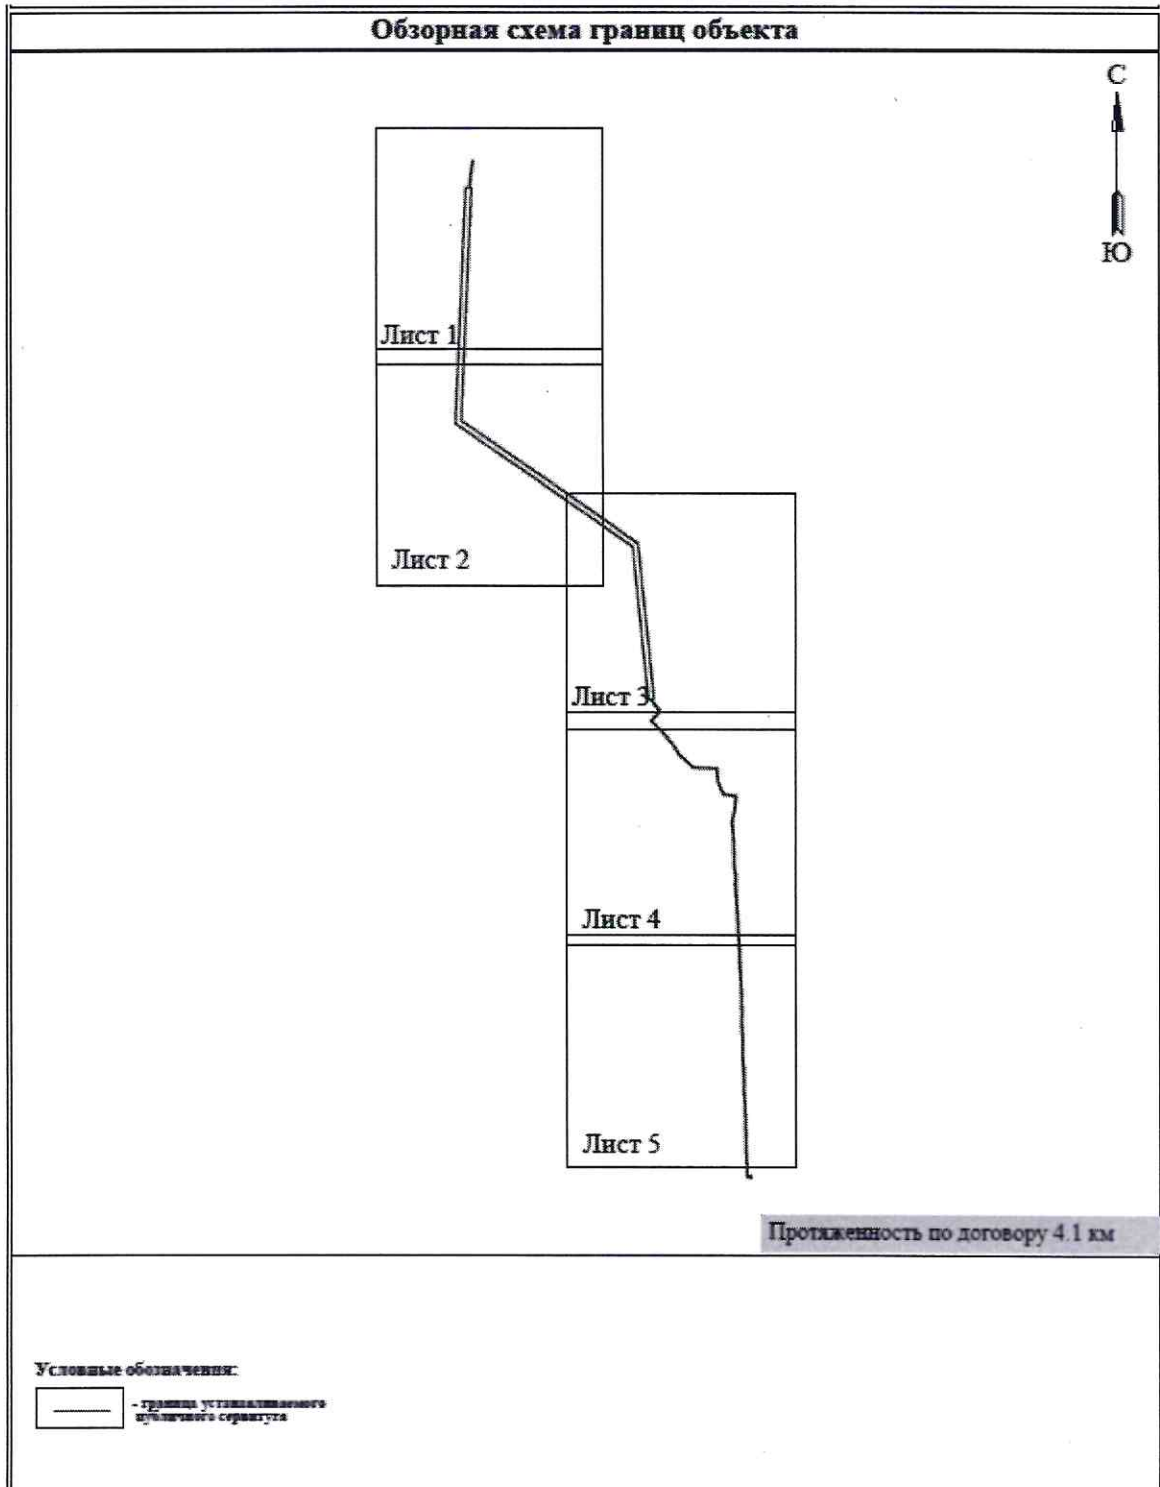 Обзорная схема границ объекта
С
Ю
Лист 1
Лист 2
Лист 3
Лист 4
Лист 5
Протяженность по договору 4.1 км
Условные обозначения:
- граница устанавливаемого
публичного сервитута